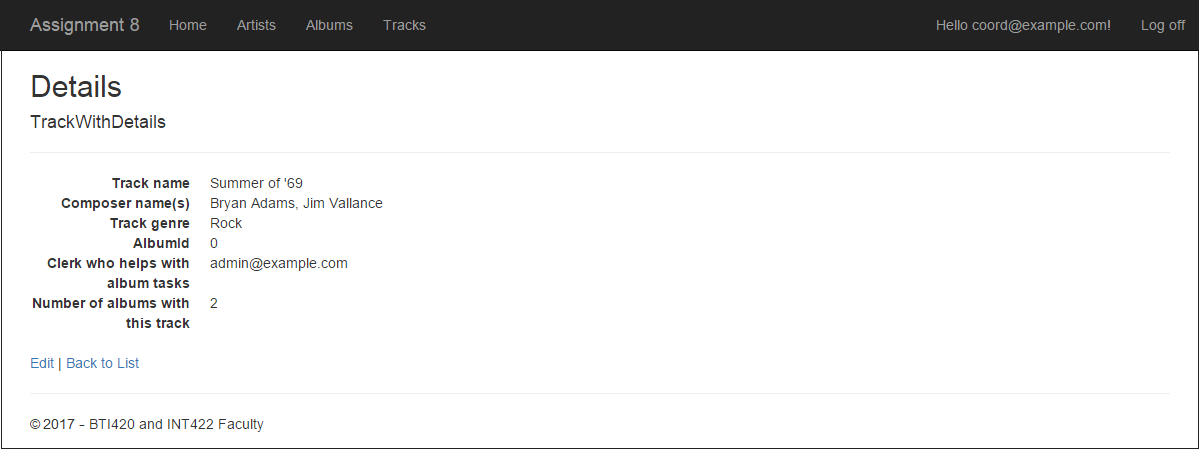 Assignment 8 Home Artists Albums Tracks Hello coord@example.com! Log off
Details
TrackWithDetails
Track name Summer of '69
Composer name(s) Bryan Adams, Jim Vallance
Track genre Rock
AlbumId 0
Clerk who helps with admin@example.com
album tasks
Number of albums with 2
this track
Edit | Back to List
© 2017 - BTI420 and INT422 Faculty